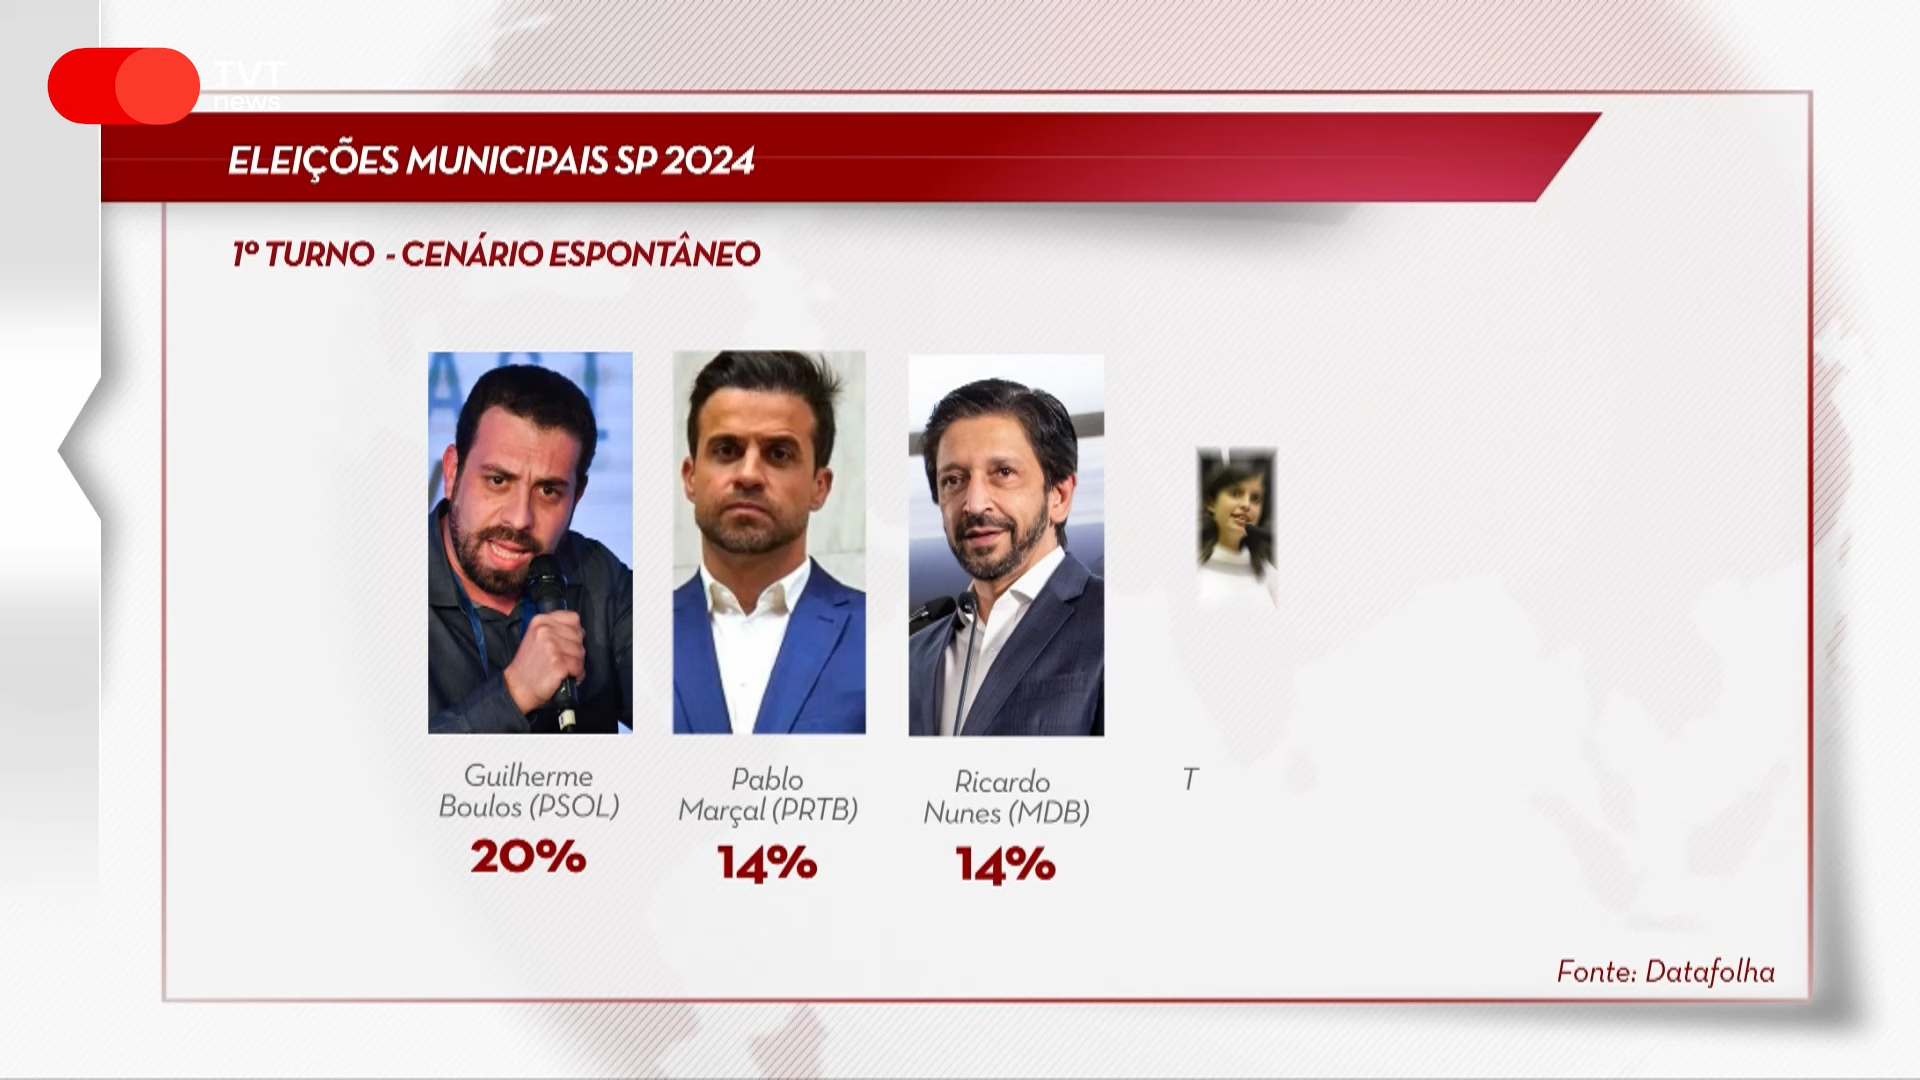 TVT
news
ELEIÇÕES MUNICIPAIS SP 2024
1º TURNO - CENÁRIO ESPONTÂNEO
Guilherme
Boulos (PSOL)
20%
Pablo
Marçal (PRTB)
14%
Ricardo
Nunes (MDB)
14%
T
Fonte: Datafolha